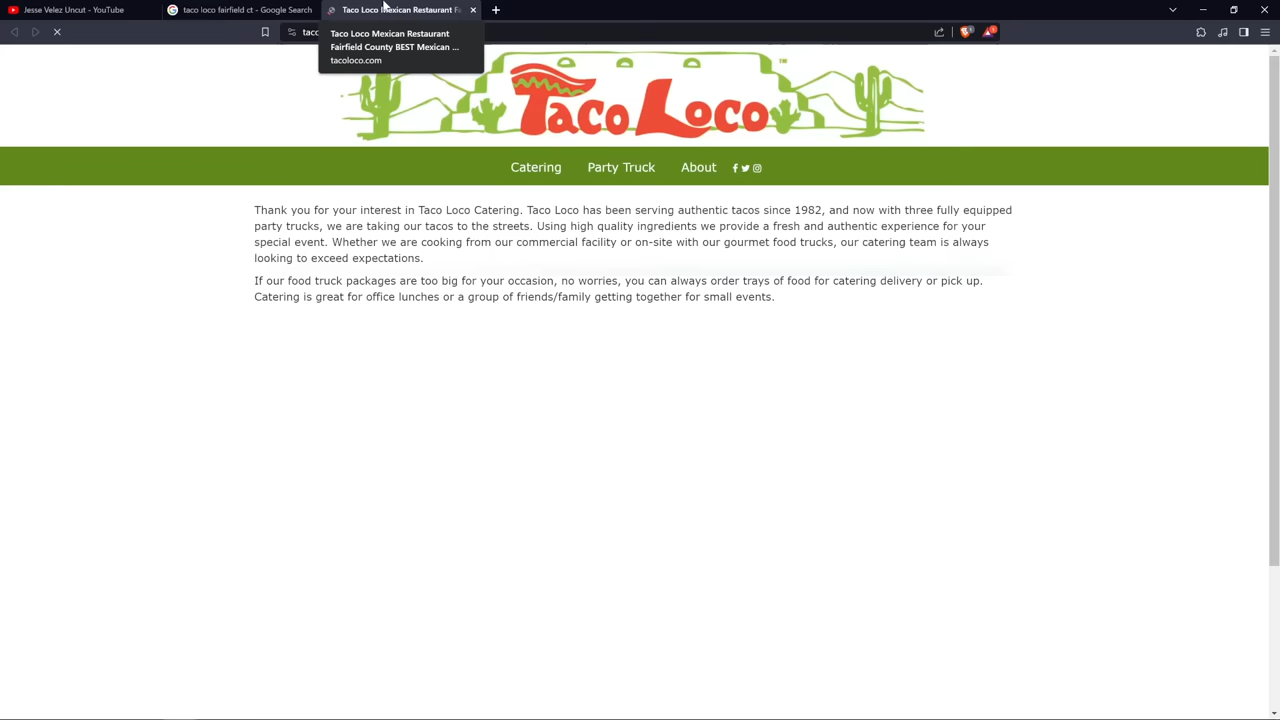 Jesse Velez Uncut - YouTube
taco loco fairfield ct - Google Search
Taco Loco Mexican Restaurant
taco
Taco Loco Mexican Restaurant
Fairfield County BEST Mexican ...
tacoloco.com
Taco Loco ™
Catering Party Truck About
Thank you for your interest in Taco Loco Catering. Taco Loco has been serving authentic tacos since 1982, and now with three fully equipped
party trucks, we are taking our tacos to the streets. Using high quality ingredients we provide a fresh and authentic experience for your
special event. Whether we are cooking from our commercial facility or on-site with our gourmet food trucks, our catering team is always
looking to exceed expectations.
If our food truck packages are too big for your occasion, no worries, you can always order trays of food for catering delivery or pick up.
Catering is great for office lunches or a group of friends/family getting together for small events.